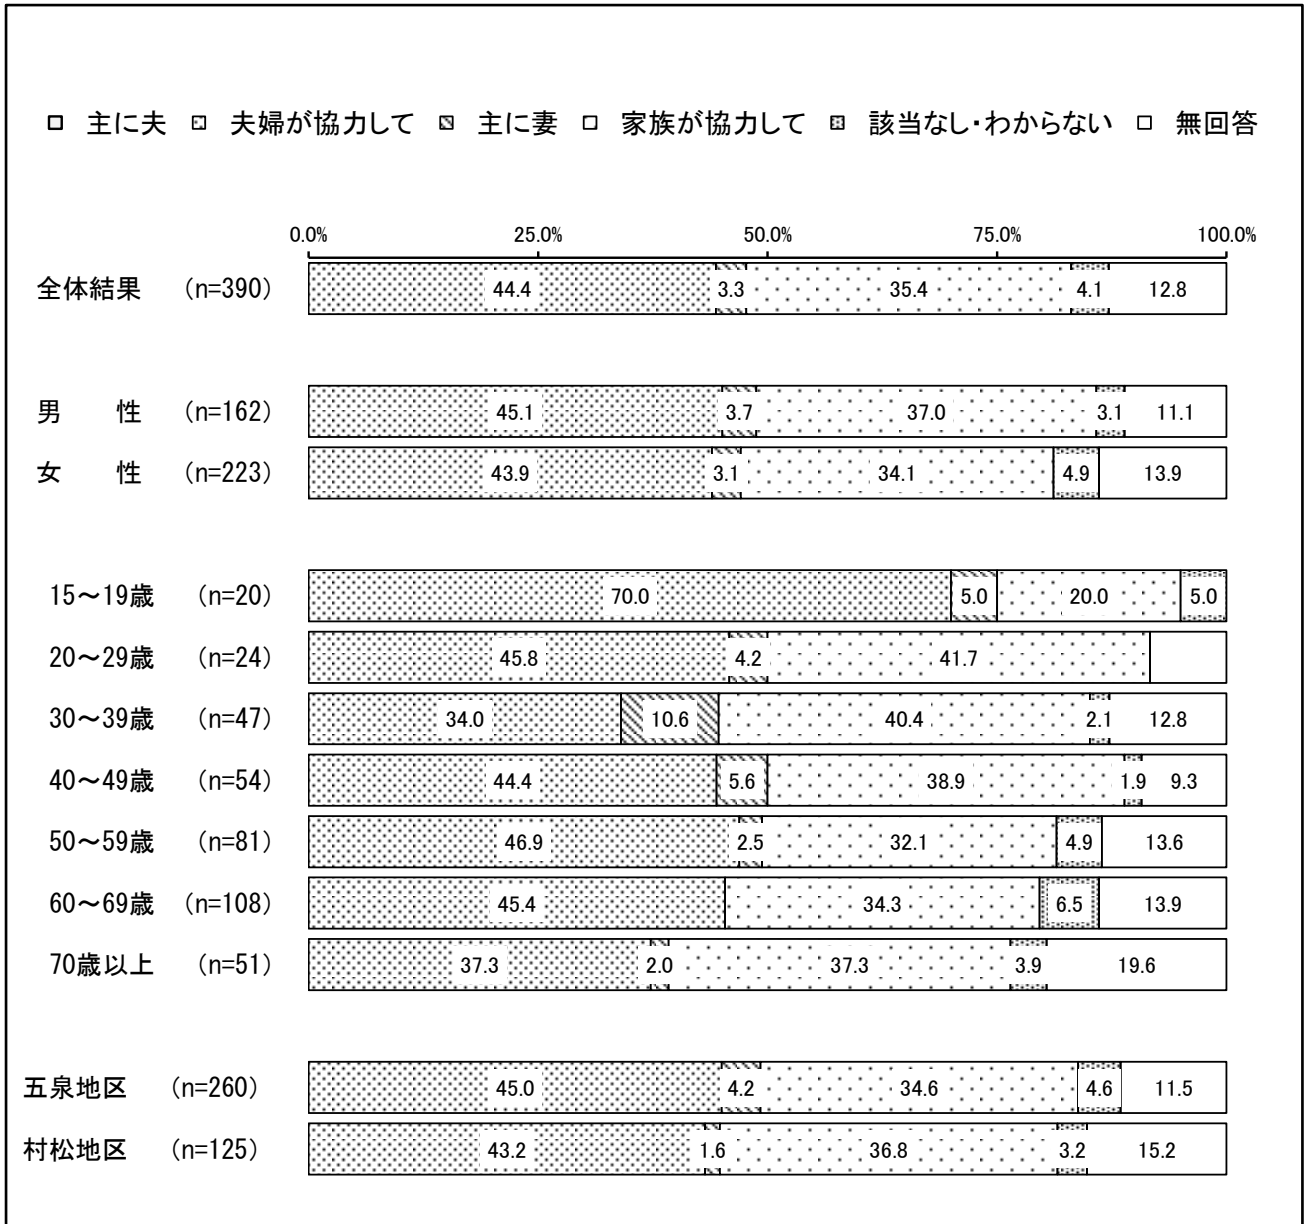 主に夫 夫婦が協力して 主に妻 家族が協力して 該当なし・わからない 無回答
0.0% 25.0% 50.0% 75.0% 100.0%
全体結果 (n=390) 44.4 3.3 35.4 4.1 12.8
男 性 (n=162) 45.1 3.7 37.0 3.1 11.1
女 性 (n=223) 43.9 3.1 34.1 4.9 13.9
15～19歳 (n=20) 70.0 5.0 20.0 5.0
20～29歳 (n=24) 45.8 4.2 41.7
30～39歳 (n=47) 34.0 10.6 40.4 2.1 12.8
40～49歳 (n=54) 44.4 5.6 38.9 1.9 9.3
50～59歳 (n=81) 46.9 2.5 32.1 4.9 13.6
60～69歳 (n=108) 45.4 34.3 6.5 13.9
70歳以上 (n=51) 37.3 2.0 37.3 3.9 19.6
五泉地区 (n=260) 45.0 4.2 34.6 4.6 11.5
村松地区 (n=125) 43.2 1.6 36.8 3.2 15.2